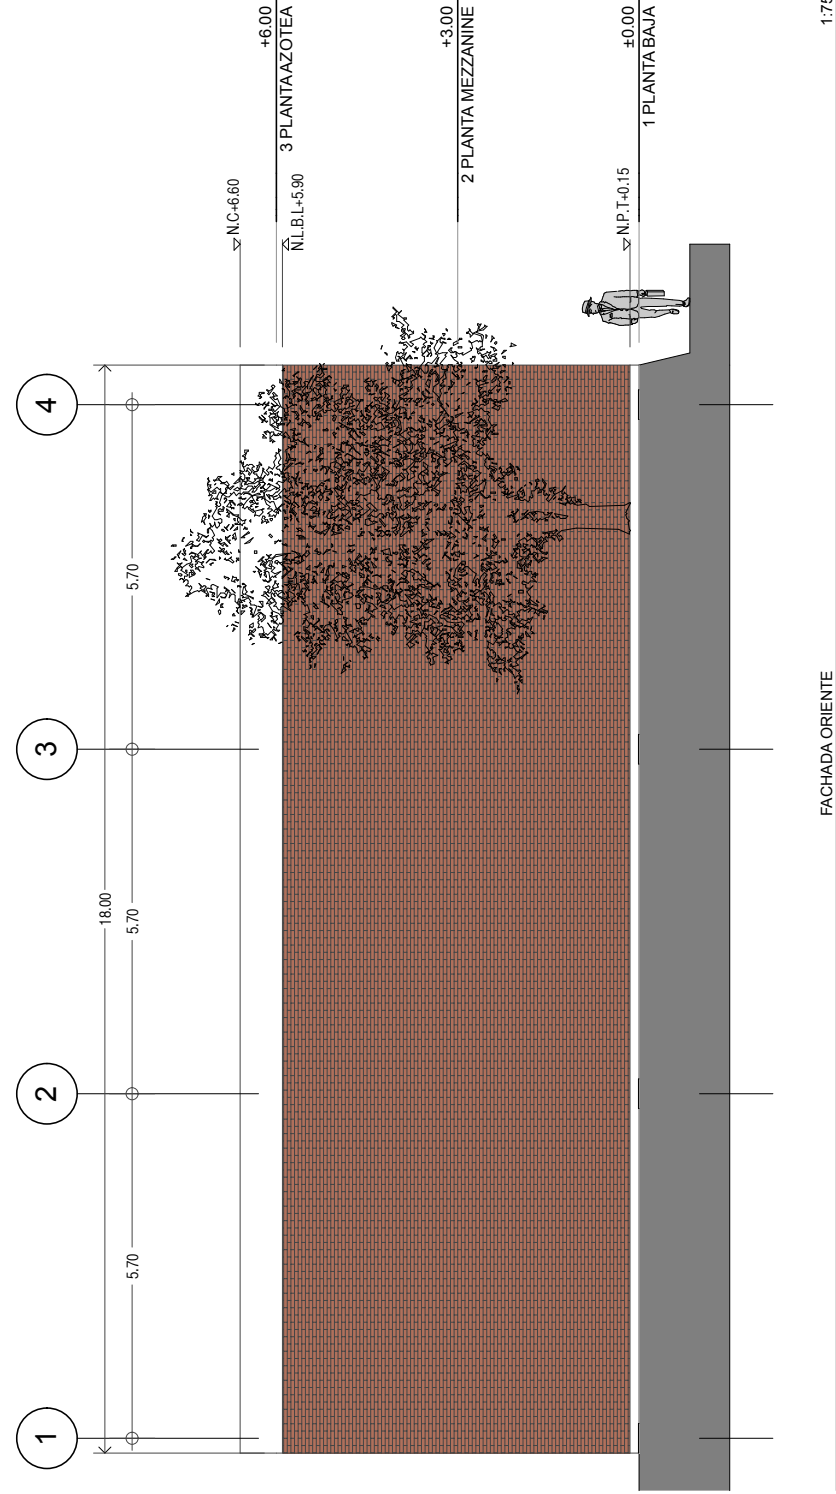 1
2
3
4
18.00
5.70
5.70
5.70
N.C+6.60
+6.00
3 PLANTA AZOTEA
N.L.B.L+5.90
+3.00
2 PLANTA MEZZANINE
N.P.T+0.15
±0.00
1 PLANTA BAJA
FACHADA ORIENTE
1:75